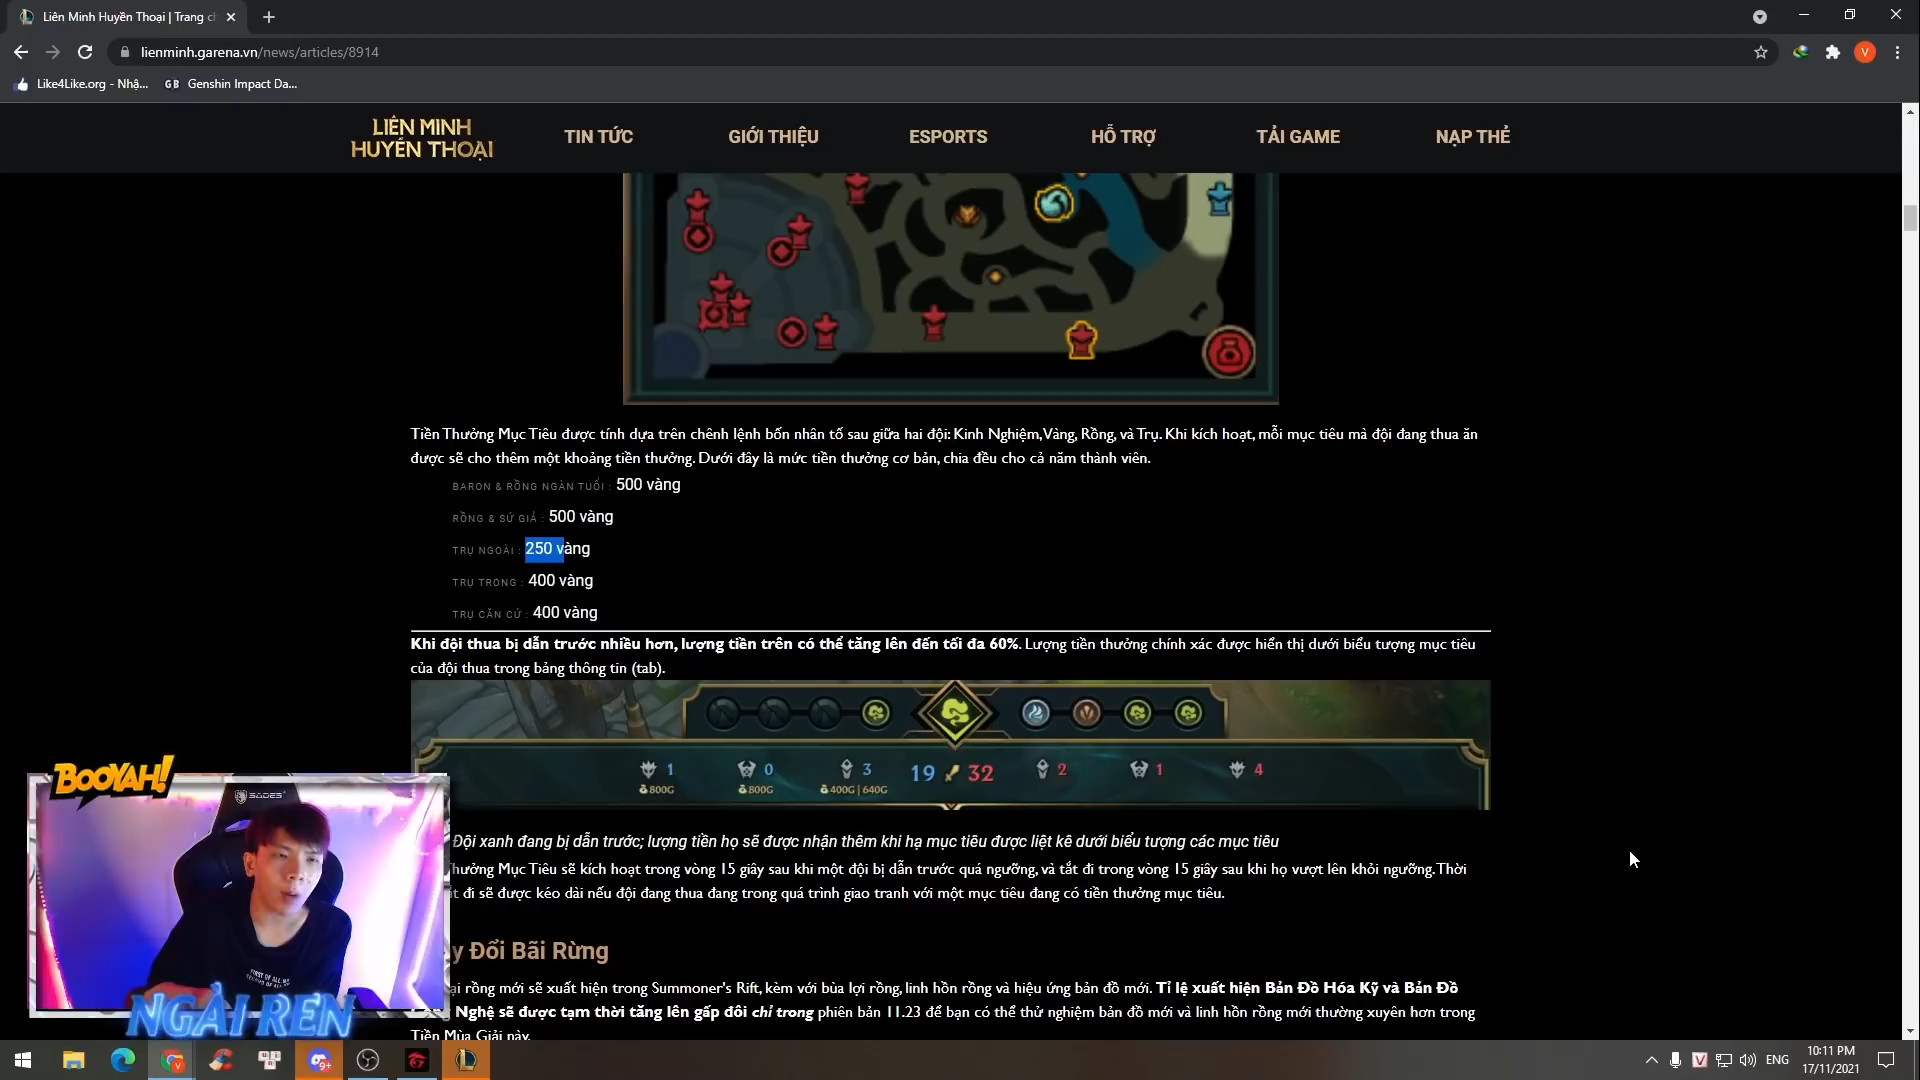 Liên Minh Huyền Thoại | Trang ch
lienminh.garena.vn/news/articles/8914
V
Like4Like.org - Nhậ...
GB Genshin Impact Da...
LIÊN MINH
HUYỀN THOẠI
TIN TỨC
GIỚI THIỆU
ESPORTS
HỖ TRỢ
TẢI GAME
NẠP THẺ
Tiền Thưởng Mục Tiêu được tính dựa trên chênh lệnh bốn nhân tố sau giữa hai đội: Kinh Nghiệm, Vàng, Rồng, và Trụ. Khi kích hoạt, mỗi mục tiêu mà đội đang thua ăn
được sẽ cho thêm một khoảng tiền thưởng. Dưới đây là mức tiền thưởng cơ bản, chia đều cho cả năm thành viên.
BARON & RỒNG NGÀN TUỔI : 500 vàng
RỒNG & SỨ GIẢ : 500 vàng
TRỤ NGOÀI : 250 vàng
TRỤ TRONG : 400 vàng
TRỤ CĂN CỨ : 400 vàng
Khi đội thua bị dẫn trước nhiều hơn, lượng tiền trên có thể tăng lên đến tối đa 60%. Lượng tiền thưởng chính xác được hiển thị dưới biểu tượng mục tiêu
của đội thua trong bảng thông tin (tab).
1 0 3 19 32 2 1 4
800G 800G 400G | 640G
Đội xanh đang bị dẫn trước; lượng tiền họ sẽ được nhận thêm khi hạ mục tiêu được liệt kê dưới biểu tượng các mục tiêu
hưởng Mục Tiêu sẽ kích hoạt trong vòng 15 giây sau khi một đội bị dẫn trước quá ngưỡng, và tắt đi trong vòng 15 giây sau khi họ vượt lên khỏi ngưỡng. Thời
ắt đi sẽ được kéo dài nếu đội đang thua đang trong quá trình giao tranh với một mục tiêu đang có tiền thưởng mục tiêu.
y Đổi Bãi Rừng
ại rồng mới sẽ xuất hiện trong Summoner's Rift, kèm với bùa lợi rồng, linh hồn rồng và hiệu ứng bản đồ mới. Tỉ lệ xuất hiện Bản Đồ Hóa Kỹ và Bản Đồ
Nghệ sẽ được tạm thời tăng lên gấp đôi chỉ trong phiên bản 11.23 để bạn có thể thử nghiệm bản đồ mới và linh hồn rồng mới thường xuyên hơn trong
Tiền Mùa Giải này.
BOOYAH!
SADES
NGÀI REN
9+
V
ENG
10:11 PM
17/11/2021